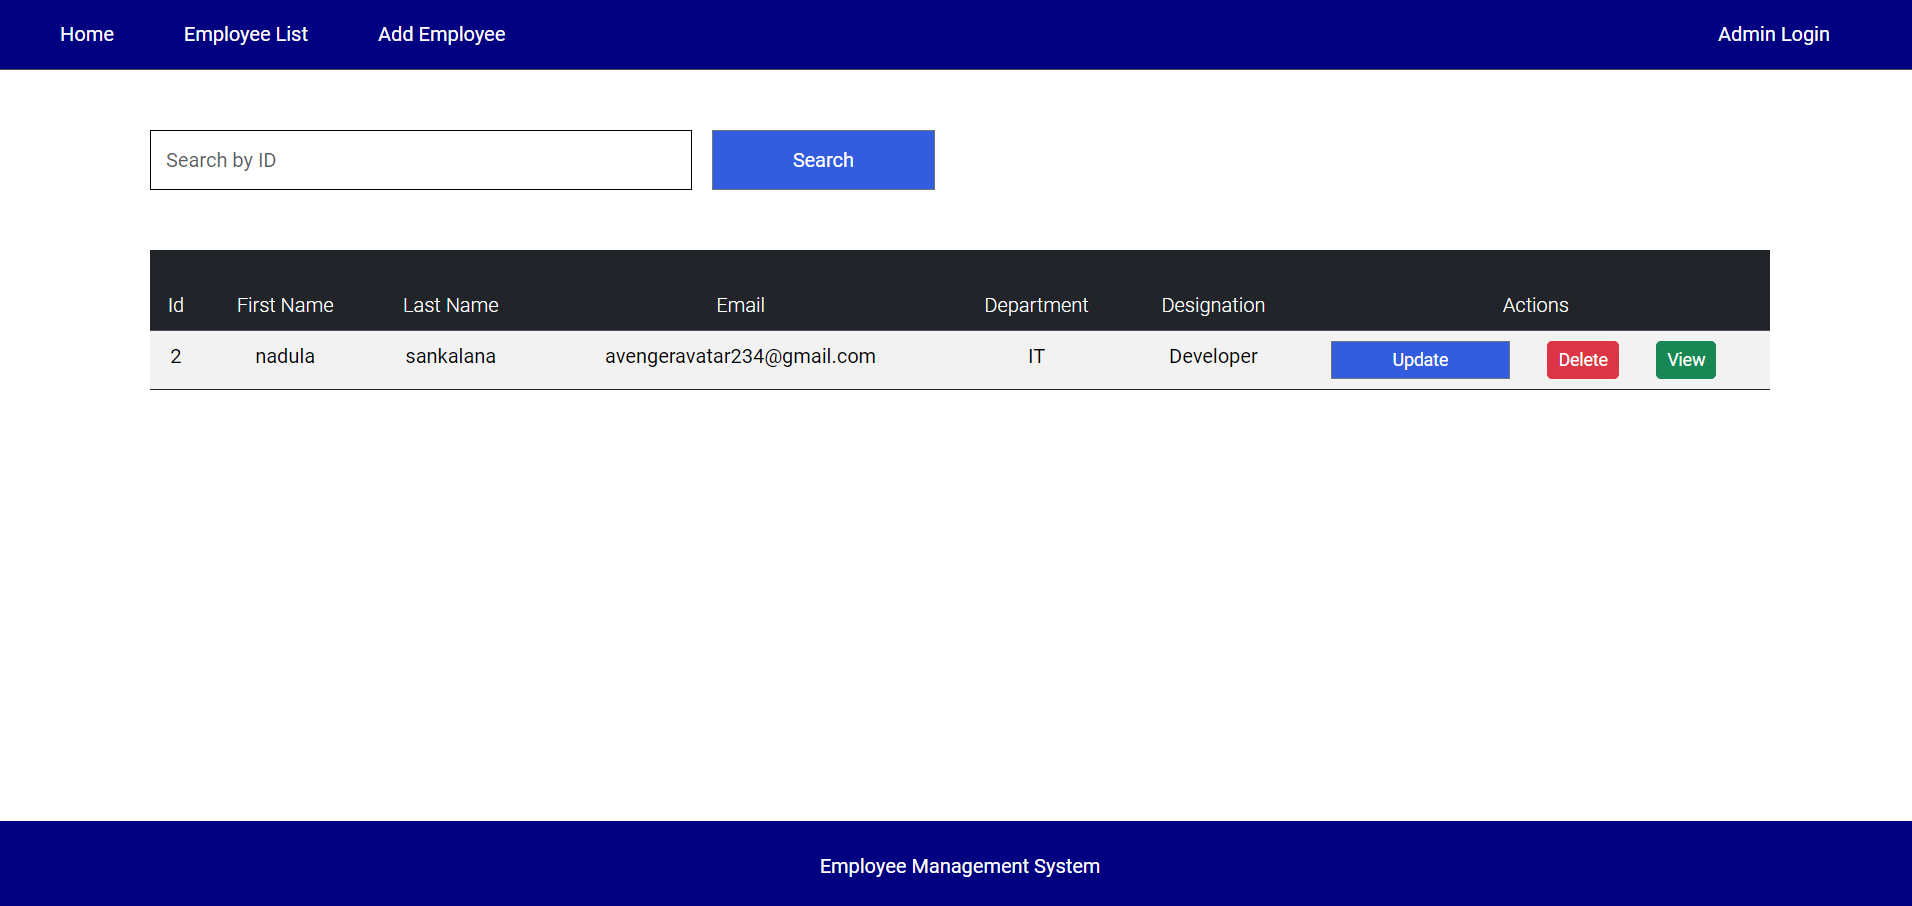 Home Employee List Add Employee Admin Login
Search by ID Search
Id First Name Last Name Email Department Designation Actions
2 nadula sankalana avengeravatar234@gmail.com IT Developer Update Delete View
Employee Management System